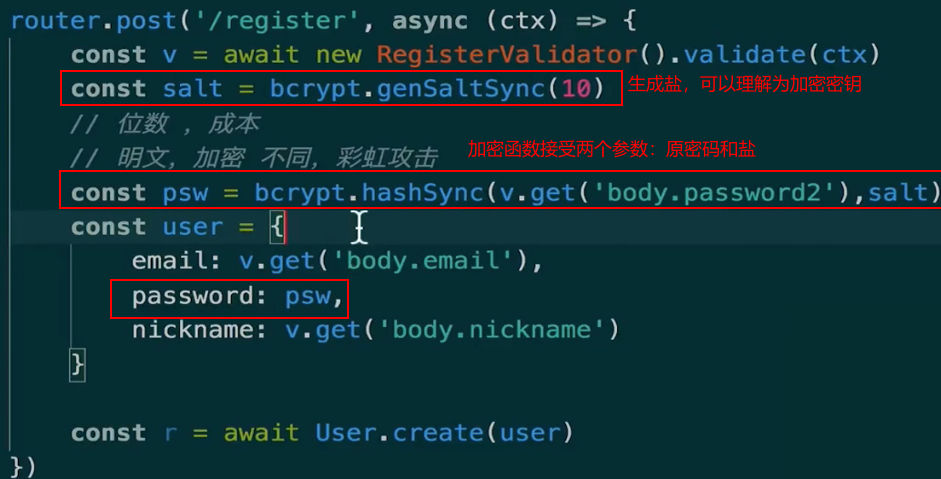 router.post('/register', async (ctx) => {
const v = await new RegisterValidator().validate(ctx)
const salt = bcrypt.genSaltSync(10) 生成盐，可以理解为加密密钥
// 位数 ，成本
// 明文，加密 不同，彩虹攻击 加密函数接受两个参数：原密码和盐
const psw = bcrypt.hashSync(v.get('body.password2'),salt)
const user = {
email: v.get('body.email'),
password: psw,
nickname: v.get('body.nickname')
}
const r = await User.create(user)
})